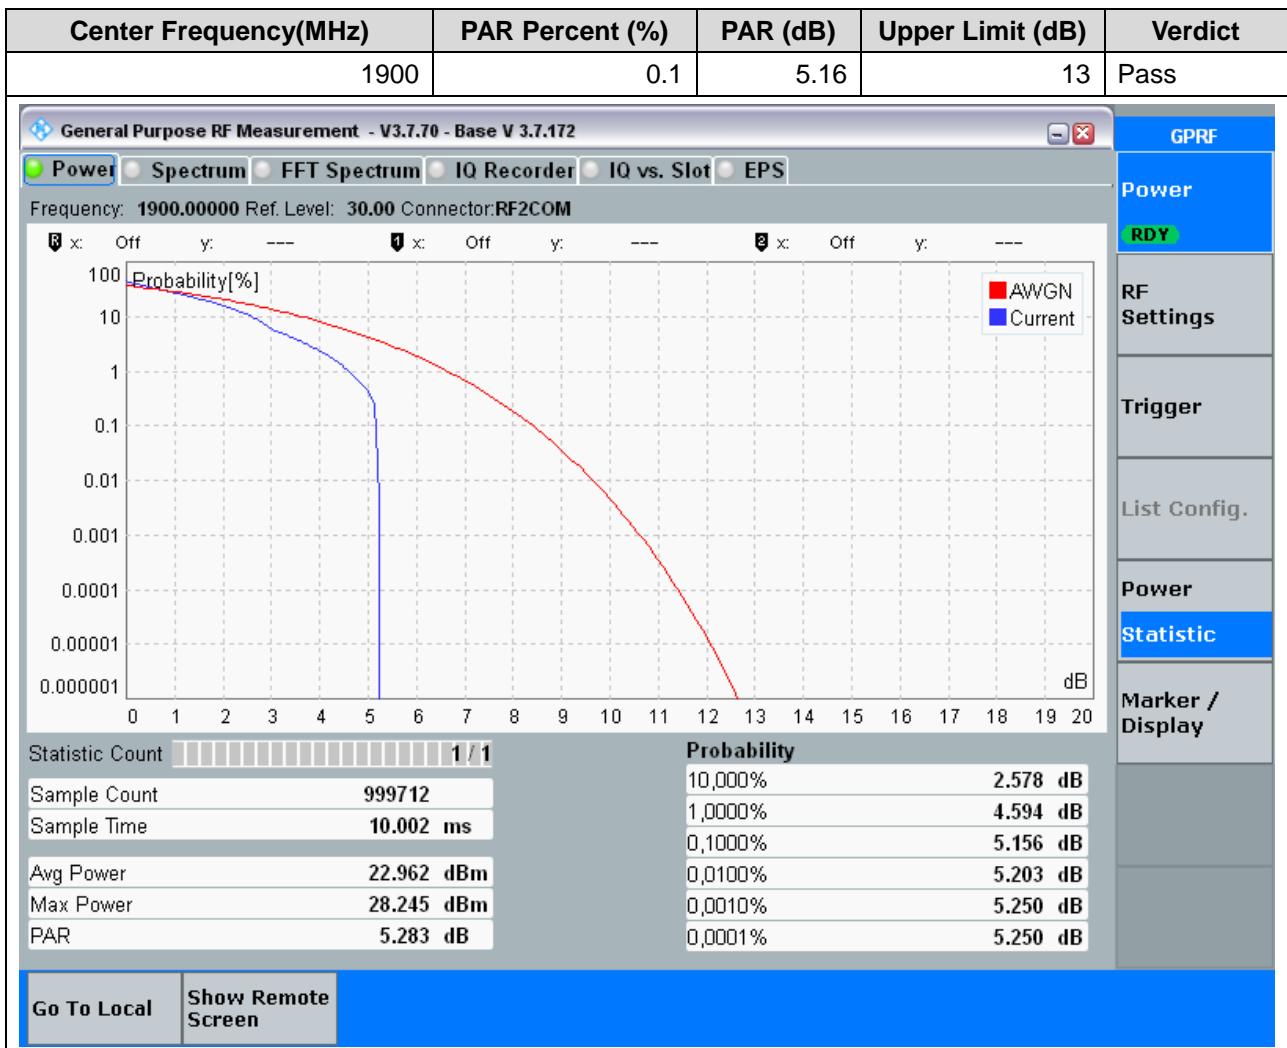 Center Frequency(MHz) PAR Percent (%) PAR (dB) Upper Limit (dB) Verdict
1900 0.1 5.16 13 Pass
General Purpose RF Measurement - V3.7.70 - Base V 3.7.172
GPRF
Power Spectrum FFT Spectrum IQ Recorder IQ vs. Slot EPS
Power
RDY
Frequency: 1900.00000 Ref. Level: 30.00 Connector:RF2COM
R x: Off y: --- 1 x: Off y: --- 2 x: Off y: ---
Probability[%]
100
10
1
0.1
0.01
0.001
0.0001
0.00001
0.000001
AWGN
Current
dB
0 1 2 3 4 5 6 7 8 9 10 11 12 13 14 15 16 17 18 19 20
RF
Settings
Trigger
List Config.
Power
Statistic
Marker /
Display
Statistic Count 1 / 1
Sample Count 999712
Sample Time 10.002 ms
Avg Power 22.962 dBm
Max Power 28.245 dBm
PAR 5.283 dB
Probability
10,000% 2.578 dB
1,0000% 4.594 dB
0,1000% 5.156 dB
0,0100% 5.203 dB
0,0010% 5.250 dB
0,0001% 5.250 dB
Go To Local
Show Remote
Screen